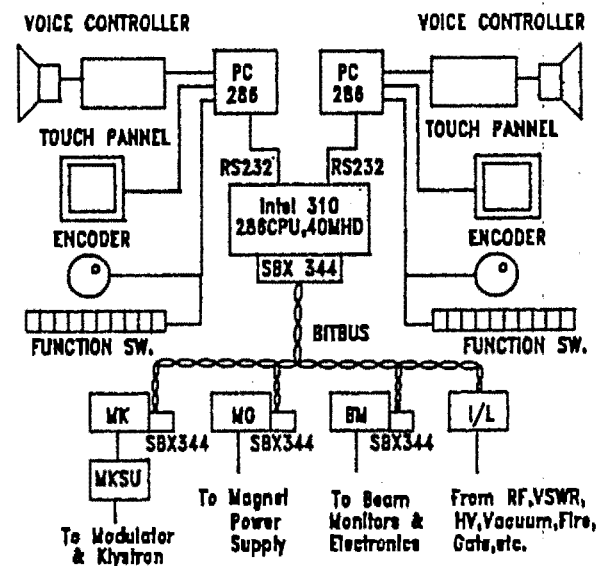 VOICE CONTROLLER
VOICE CONTROLLER
PC
286
PC
286
TOUCH PANNEL
TOUCH PANNEL
RS232
RS232
Intel 310
286CPU,40MHD
SBX 344
ENCODER
ENCODER
BITBUS
FUNCTION SW.
FUNCTION SW.
MK
MG
BM
I/L
SBX344
SBX344
SBX344
MKSU
To Modulator
& Klystron
To Magnet
Power
Supply
To Beam
Monitors &
Electronics
From RF,VSWR,
HV,Vacuum,Fire,
Gate,etc.